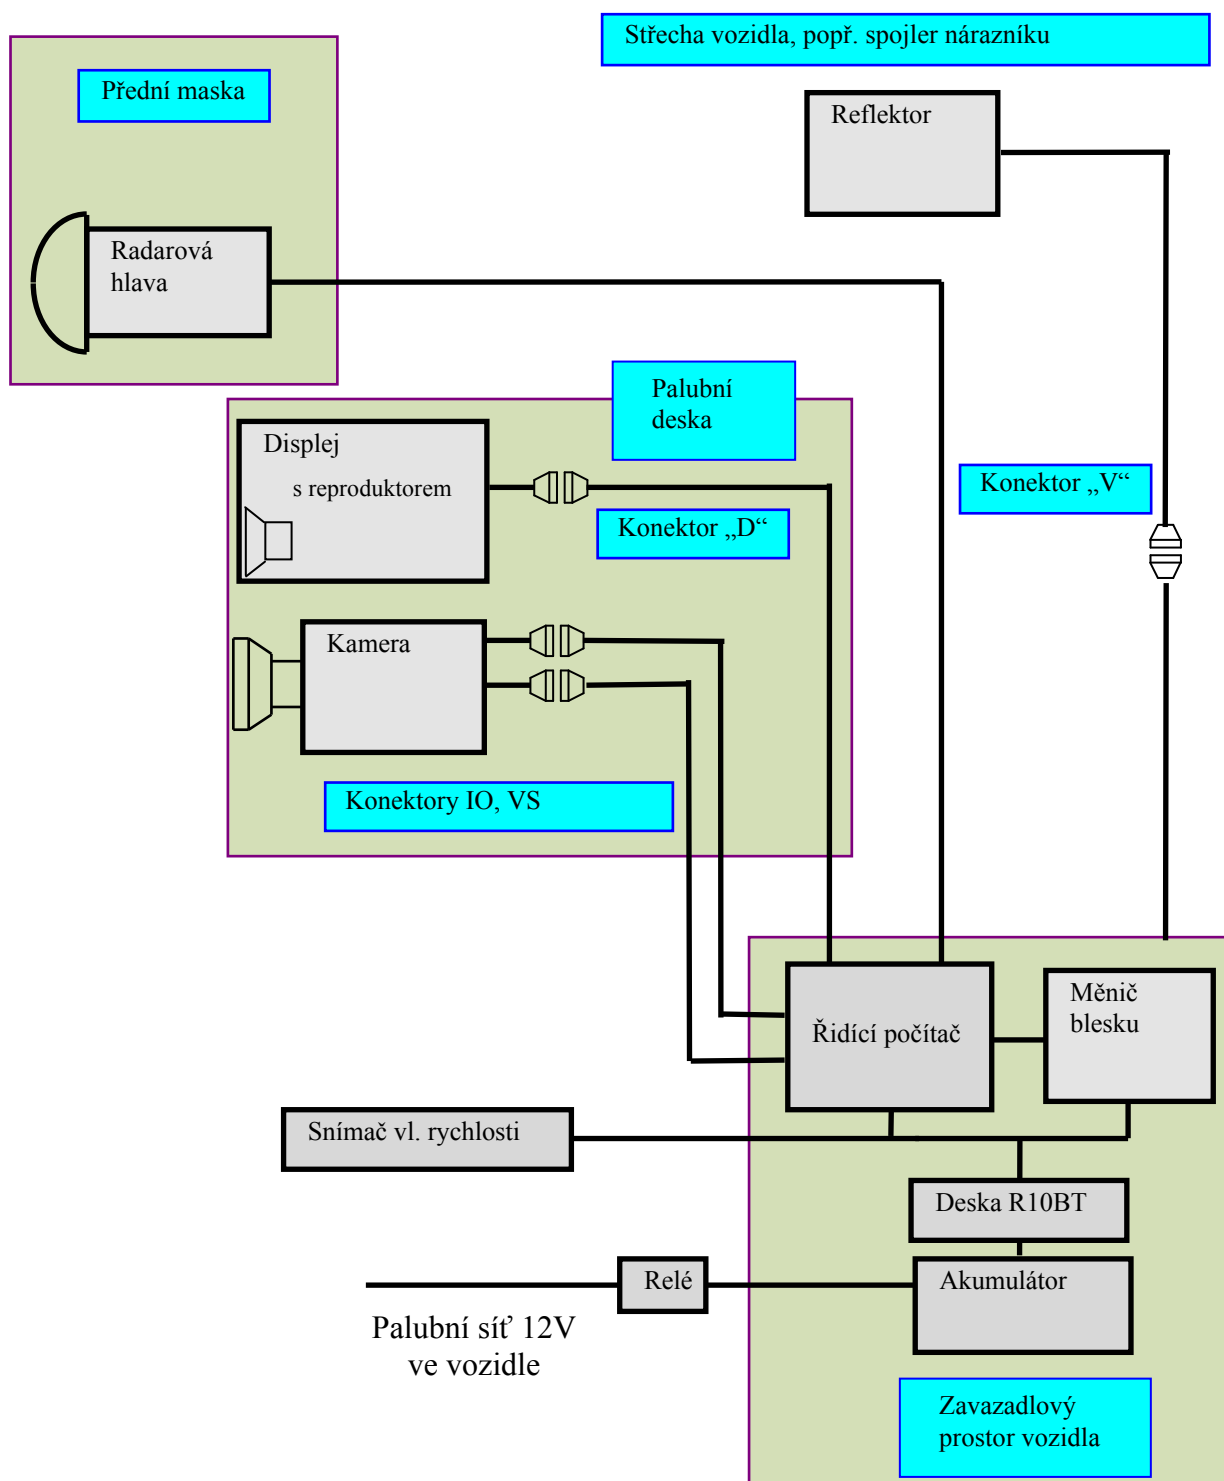 Střecha vozidla, popř. spojler nárazníku
Přední maska
Reflektor
Radarová
hlava
Palubní
deska
Displej
s reproduktorem
Konektor „V“
Konektor „D“
Kamera
Konektory IO, VS
Řidící počítač
Měnič
blesku
Snímač vl. rychlosti
Deska R10BT
Relé
Akumulátor
Palubní síť 12V
ve vozidle
Zavazadlový
prostor vozidla